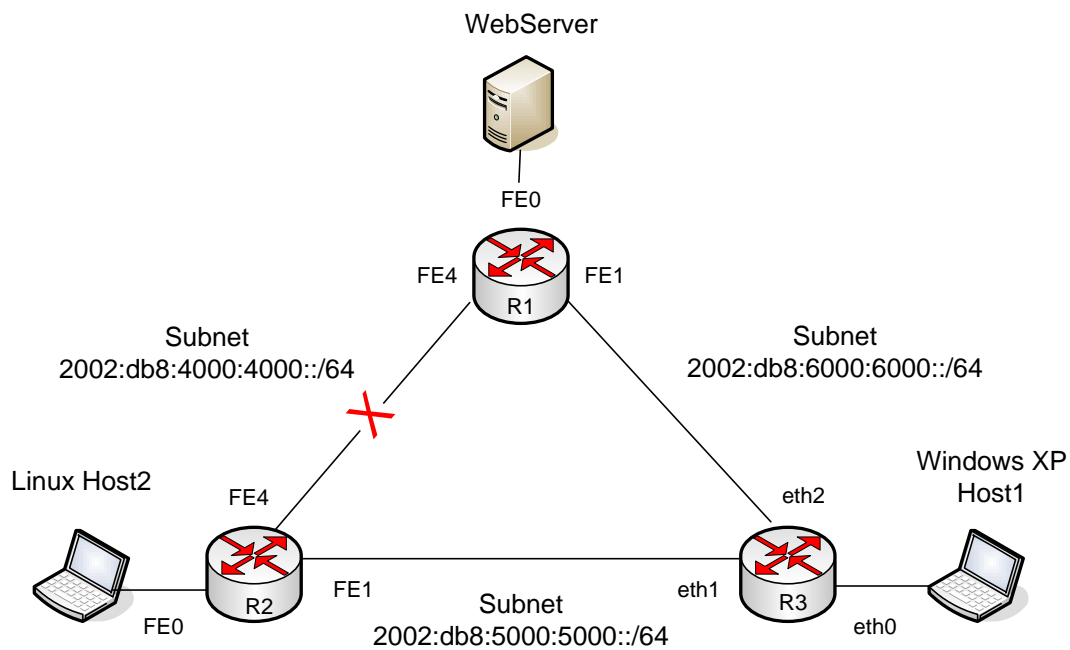 WebServer
FE0
FE4
FE1
R1
Subnet
2002:db8:4000:4000::/64
Subnet
2002:db8:6000:6000::/64
Linux Host2
Windows XP
Host1
FE4
eth2
R2
FE1
eth1
R3
FE0
eth0
Subnet
2002:db8:5000:5000::/64